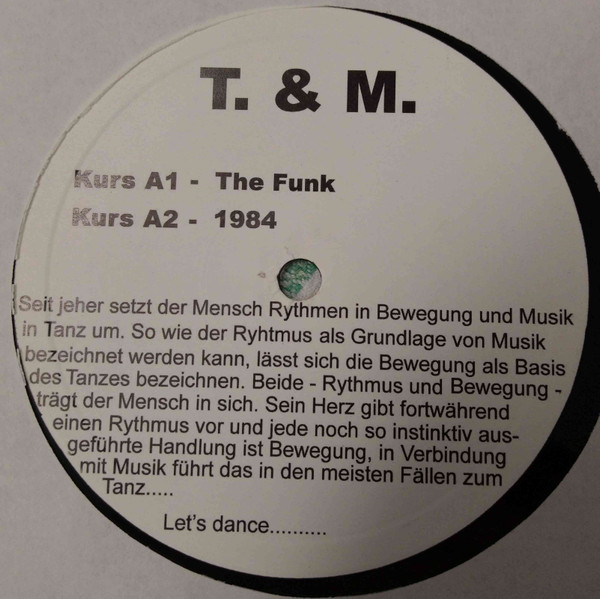 T. & M.
Kurs A1 - The Funk
Kurs A2 - 1984
Seit jeher setzt der Mensch Rythmen in Bewegung und Musik
in Tanz um. So wie der Ryhtmus als Grundlage von Musik
bezeichnet werden kann, lässt sich die Bewegung als Basis
des Tanzes bezeichnen. Beide - Rythmus und Bewegung -
trägt der Mensch in sich. Sein Herz gibt fortwährend
einen Rythmus vor und jede noch so instinktiv aus-
geführte Handlung ist Bewegung, in Verbindung
mit Musik führt das in den meisten Fällen zum
Tanz.....
Let's dance..........